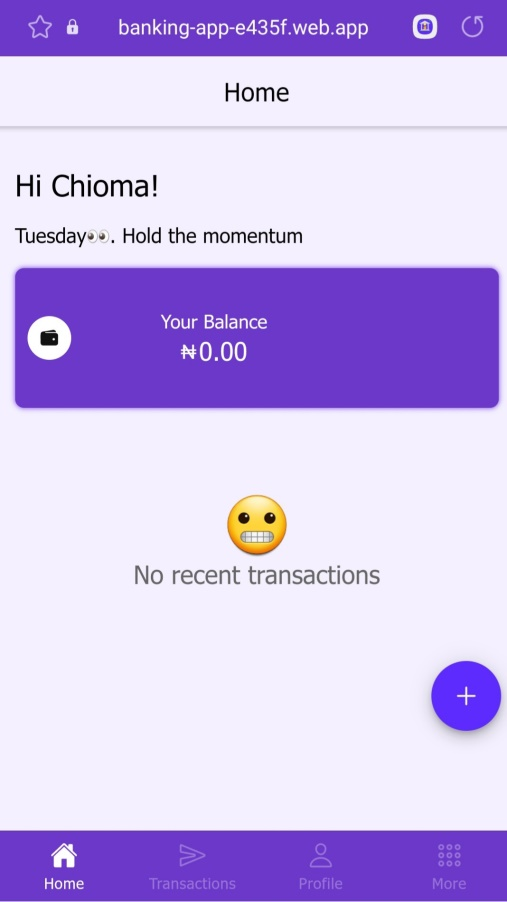 banking-app-e435f.web.app
Home
Hi Chioma!
Tuesday👀. Hold the momentum
Your Balance
₦0.00
No recent transactions
+
Home
Transactions
Profile
More